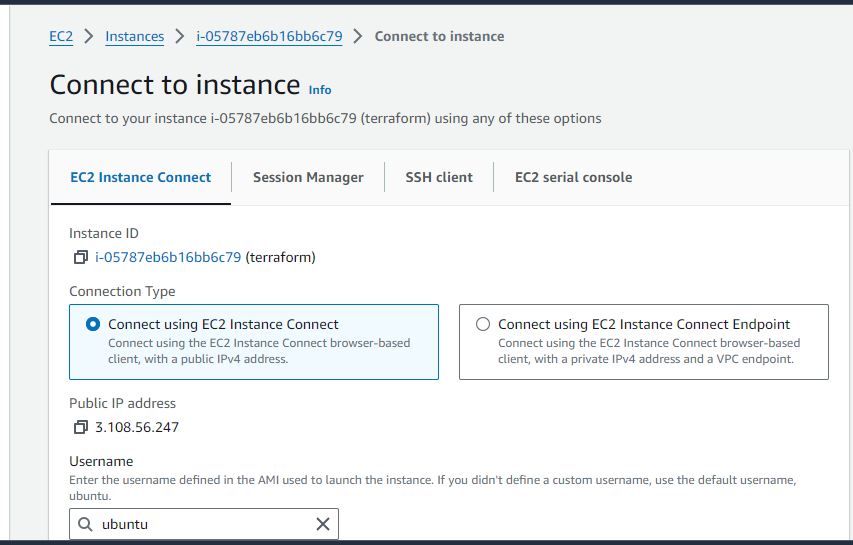 EC2 > Instances > i-05787eb6b16bb6c79 > Connect to instance
Connect to instance Info
Connect to your instance i-05787eb6b16bb6c79 (terraform) using any of these options
EC2 Instance Connect Session Manager SSH client EC2 serial console
Instance ID
i-05787eb6b16bb6c79 (terraform)
Connection Type
Connect using EC2 Instance Connect
Connect using the EC2 Instance Connect browser-based
client, with a public IPv4 address.
Connect using EC2 Instance Connect Endpoint
Connect using the EC2 Instance Connect browser-based
client, with a private IPv4 address and a VPC endpoint.
Public IP address
3.108.56.247
Username
Enter the username defined in the AMI used to launch the instance. If you didn't define a custom username, use the default username,
ubuntu.
ubuntu